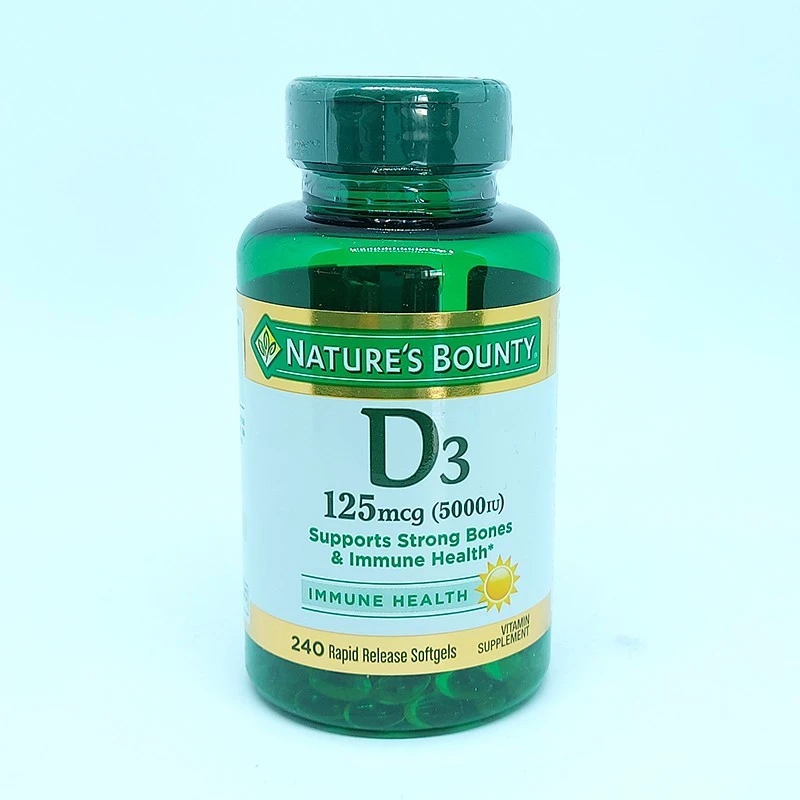 NATURE'S BOUNTY®
D3
125mcg (5000IU)
Supports Strong Bones
& Immune Health*
IMMUNE HEALTH
240 Rapid Release Softgels
VITAMIN
SUPPLEMENT